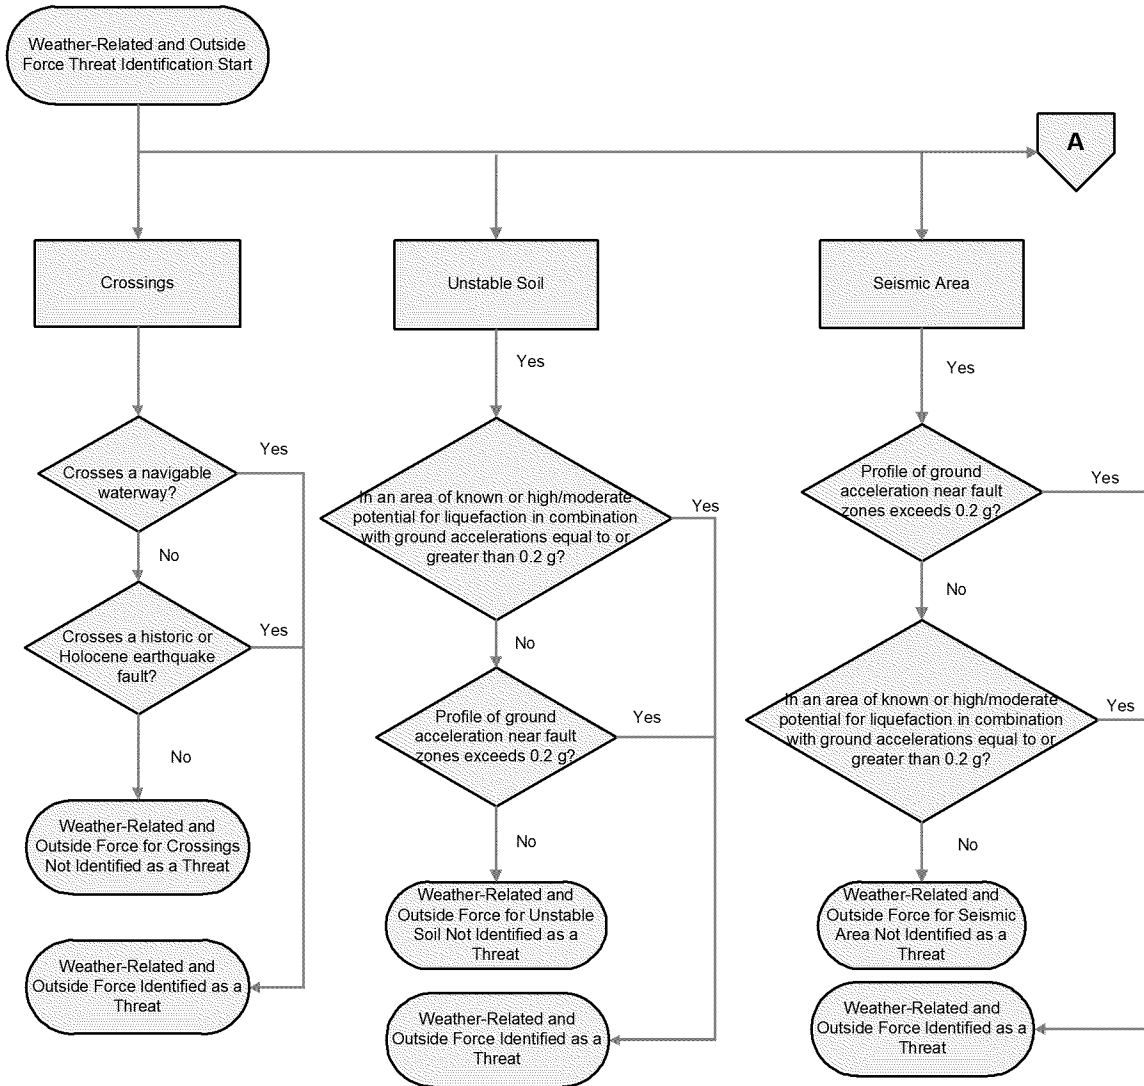 Weather-Related and Outside
Force Threat Identification Start
A
Crossings
Unstable Soil
Seismic Area
Yes
Yes
Crosses a navigable
waterway?
Yes
No
Crosses a historic or
Holocene earthquake
fault?
Yes
No
Weather-Related and
Outside Force for Crossings
Not Identified as a Threat
Weather-Related and
Outside Force Identified as a
Threat
In an area of known or high/moderate
potential for liquefaction in combination
with ground accelerations equal to or
greater than 0.2 g?
Yes
No
Profile of ground
acceleration near fault
zones exceeds 0.2 g?
Yes
No
Weather-Related and
Outside Force for Unstable
Soil Not Identified as a
Threat
Weather-Related and
Outside Force Identified as a
Threat
Profile of ground
acceleration near fault
zones exceeds 0.2 g?
Yes
No
In an area of known or high/moderate
potential for liquefaction in combination
with ground accelerations equal to or
greater than 0.2 g?
Yes
No
Weather-Related and
Outside Force for Seismic
Area Not Identified as a
Threat
Weather-Related and
Outside Force Identified as a
Threat